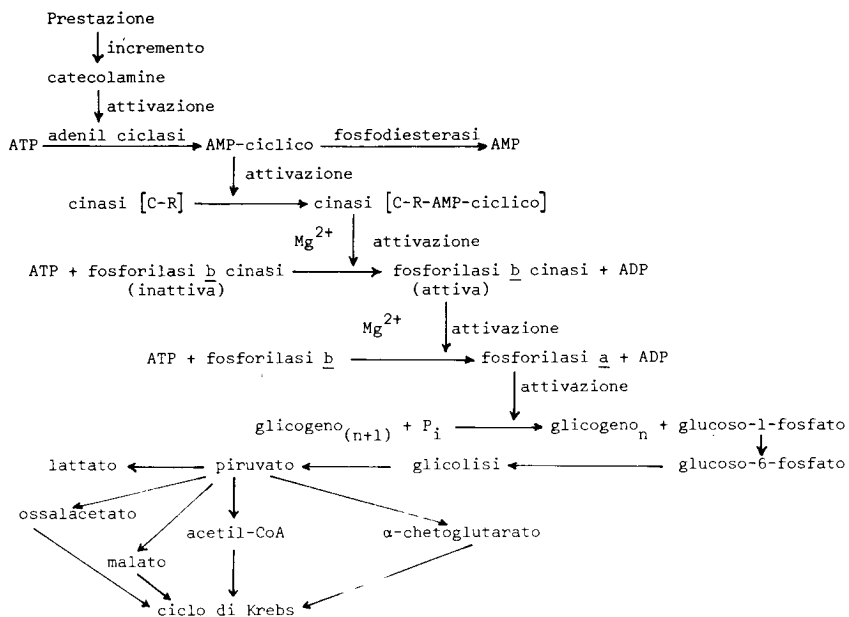 Prestazione
incremento
catecolamine
attivazione
ATP adenil ciclasi AMP-ciclico fosfodiesterasi AMP
attivazione
cinasi [C-R] cinasi [C-R-AMP-ciclico]
Mg2+ attivazione
ATP + fosforilasi b cinasi fosforilasi b cinasi + ADP
(inattiva) (attiva)
Mg2+ attivazione
ATP + fosforilasi b fosforilasi a + ADP
attivazione
glicogeno(n+1) + Pi glicogenon + glucoso-1-fosfato
lattato piruvato glicolisi glucoso-6-fosfato
ossalacetato
acetil-CoA α-chetoglutarato
malato
ciclo di Krebs